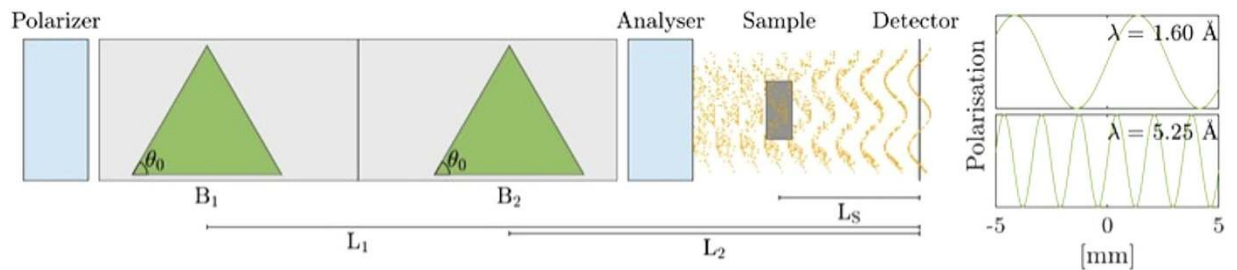 Polarizer
Analyser
Sample
Detector
θ₀
θ₀
B₁
B₂
L_S
L₁
L₂
Polarisation
λ = 1.60 Å
λ = 5.25 Å
-5
0
5
[mm]